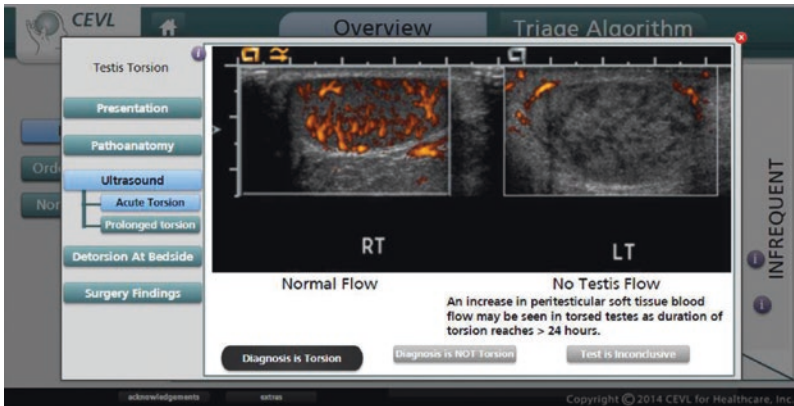 CEVL
Overview
Triage Algorithm
Testis Torsion
Presentation
Pathoanatomy
Ultrasound
Acute Torsion
Prolonged torsion
Detorsion At Bedside
Surgery Findings
RT
LT
Normal Flow
No Testis Flow
An increase in peritesticular soft tissue blood
flow may be seen in torsed testes as duration of
torsion reaches > 24 hours.
Diagnosis is Torsion
Diagnosis is NOT Torsion
Test is Inconclusive
INFREQUENT
acknowledgements
extras
Copyright © 2014 CEVL for Healthcare, Inc.